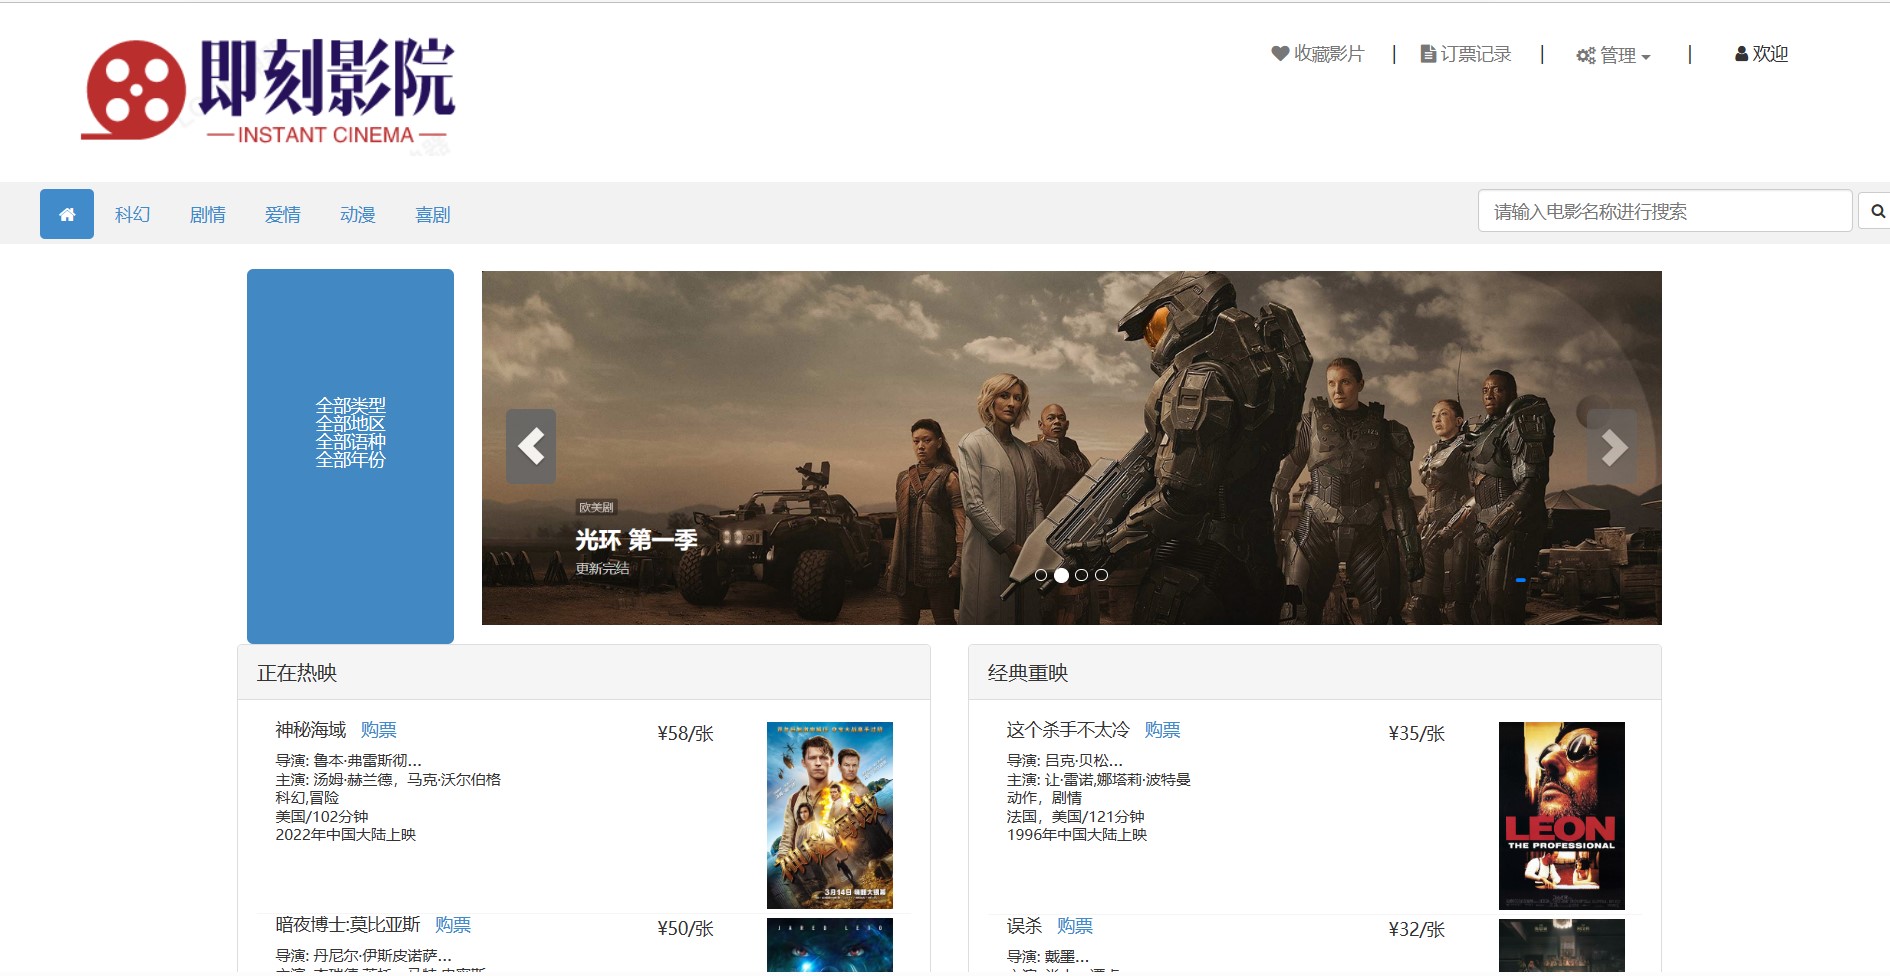 即刻影院
INSTANT CINEMA
收藏影片 | 订票记录 | 管理 | 欢迎
科幻 剧情 爱情 动漫 喜剧 请输入电影名称进行搜索
全部类型
全部地区
全部语种
全部年份
欧美剧
光环 第一季
更新完结
正在热映
神秘海域 购票 ¥58/张
导演: 鲁本·弗雷斯彻...
主演: 汤姆·赫兰德，马克·沃尔伯格
科幻,冒险
美国/102分钟
2022年中国大陆上映
神秘海域
3月14日
暗夜博士:莫比亚斯 购票 ¥50/张
导演: 丹尼尔·伊斯皮诺萨...
JARED LETO
经典重映
这个杀手不太冷 购票 ¥35/张
导演: 吕克·贝松...
主演: 让·雷诺,娜塔莉·波特曼
动作，剧情
法国，美国/121分钟
1996年中国大陆上映
LEON
THE PROFESSIONAL
误杀 购票 ¥32/张
导演: 戴墨...